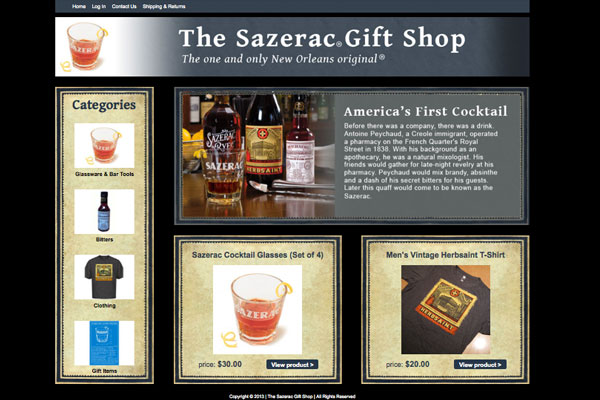 Home Log In Contact Us Shipping & Returns
The Sazerac® Gift Shop
The one and only New Orleans original®
Categories
Glassware & Bar Tools
Bitters
Clothing
Gift Items
SAZERAC
SAZERAC
HERBSAINT
America's First Cocktail
Before there was a company, there was a drink.
Antoine Peychaud, a Creole immigrant, operated
a pharmacy on the French Quarter's Royal
Street in 1838. With his background as an
apothecary, he was a natural mixologist. His
friends would gather for late-night revelry at his
pharmacy. Peychaud would mix brandy, absinthe
and a dash of his secret bitters for his guests.
Later this quaff would come to be known as the
Sazerac.
Sazerac Cocktail Glasses (Set of 4)
SAZERAC
price: $30.00 View product >
Men's Vintage Herbsaint T-Shirt
HERBSAINT
price: $20.00 View product >
Copyright © 2013 | The Sazerac Gift Shop | All Rights Reserved